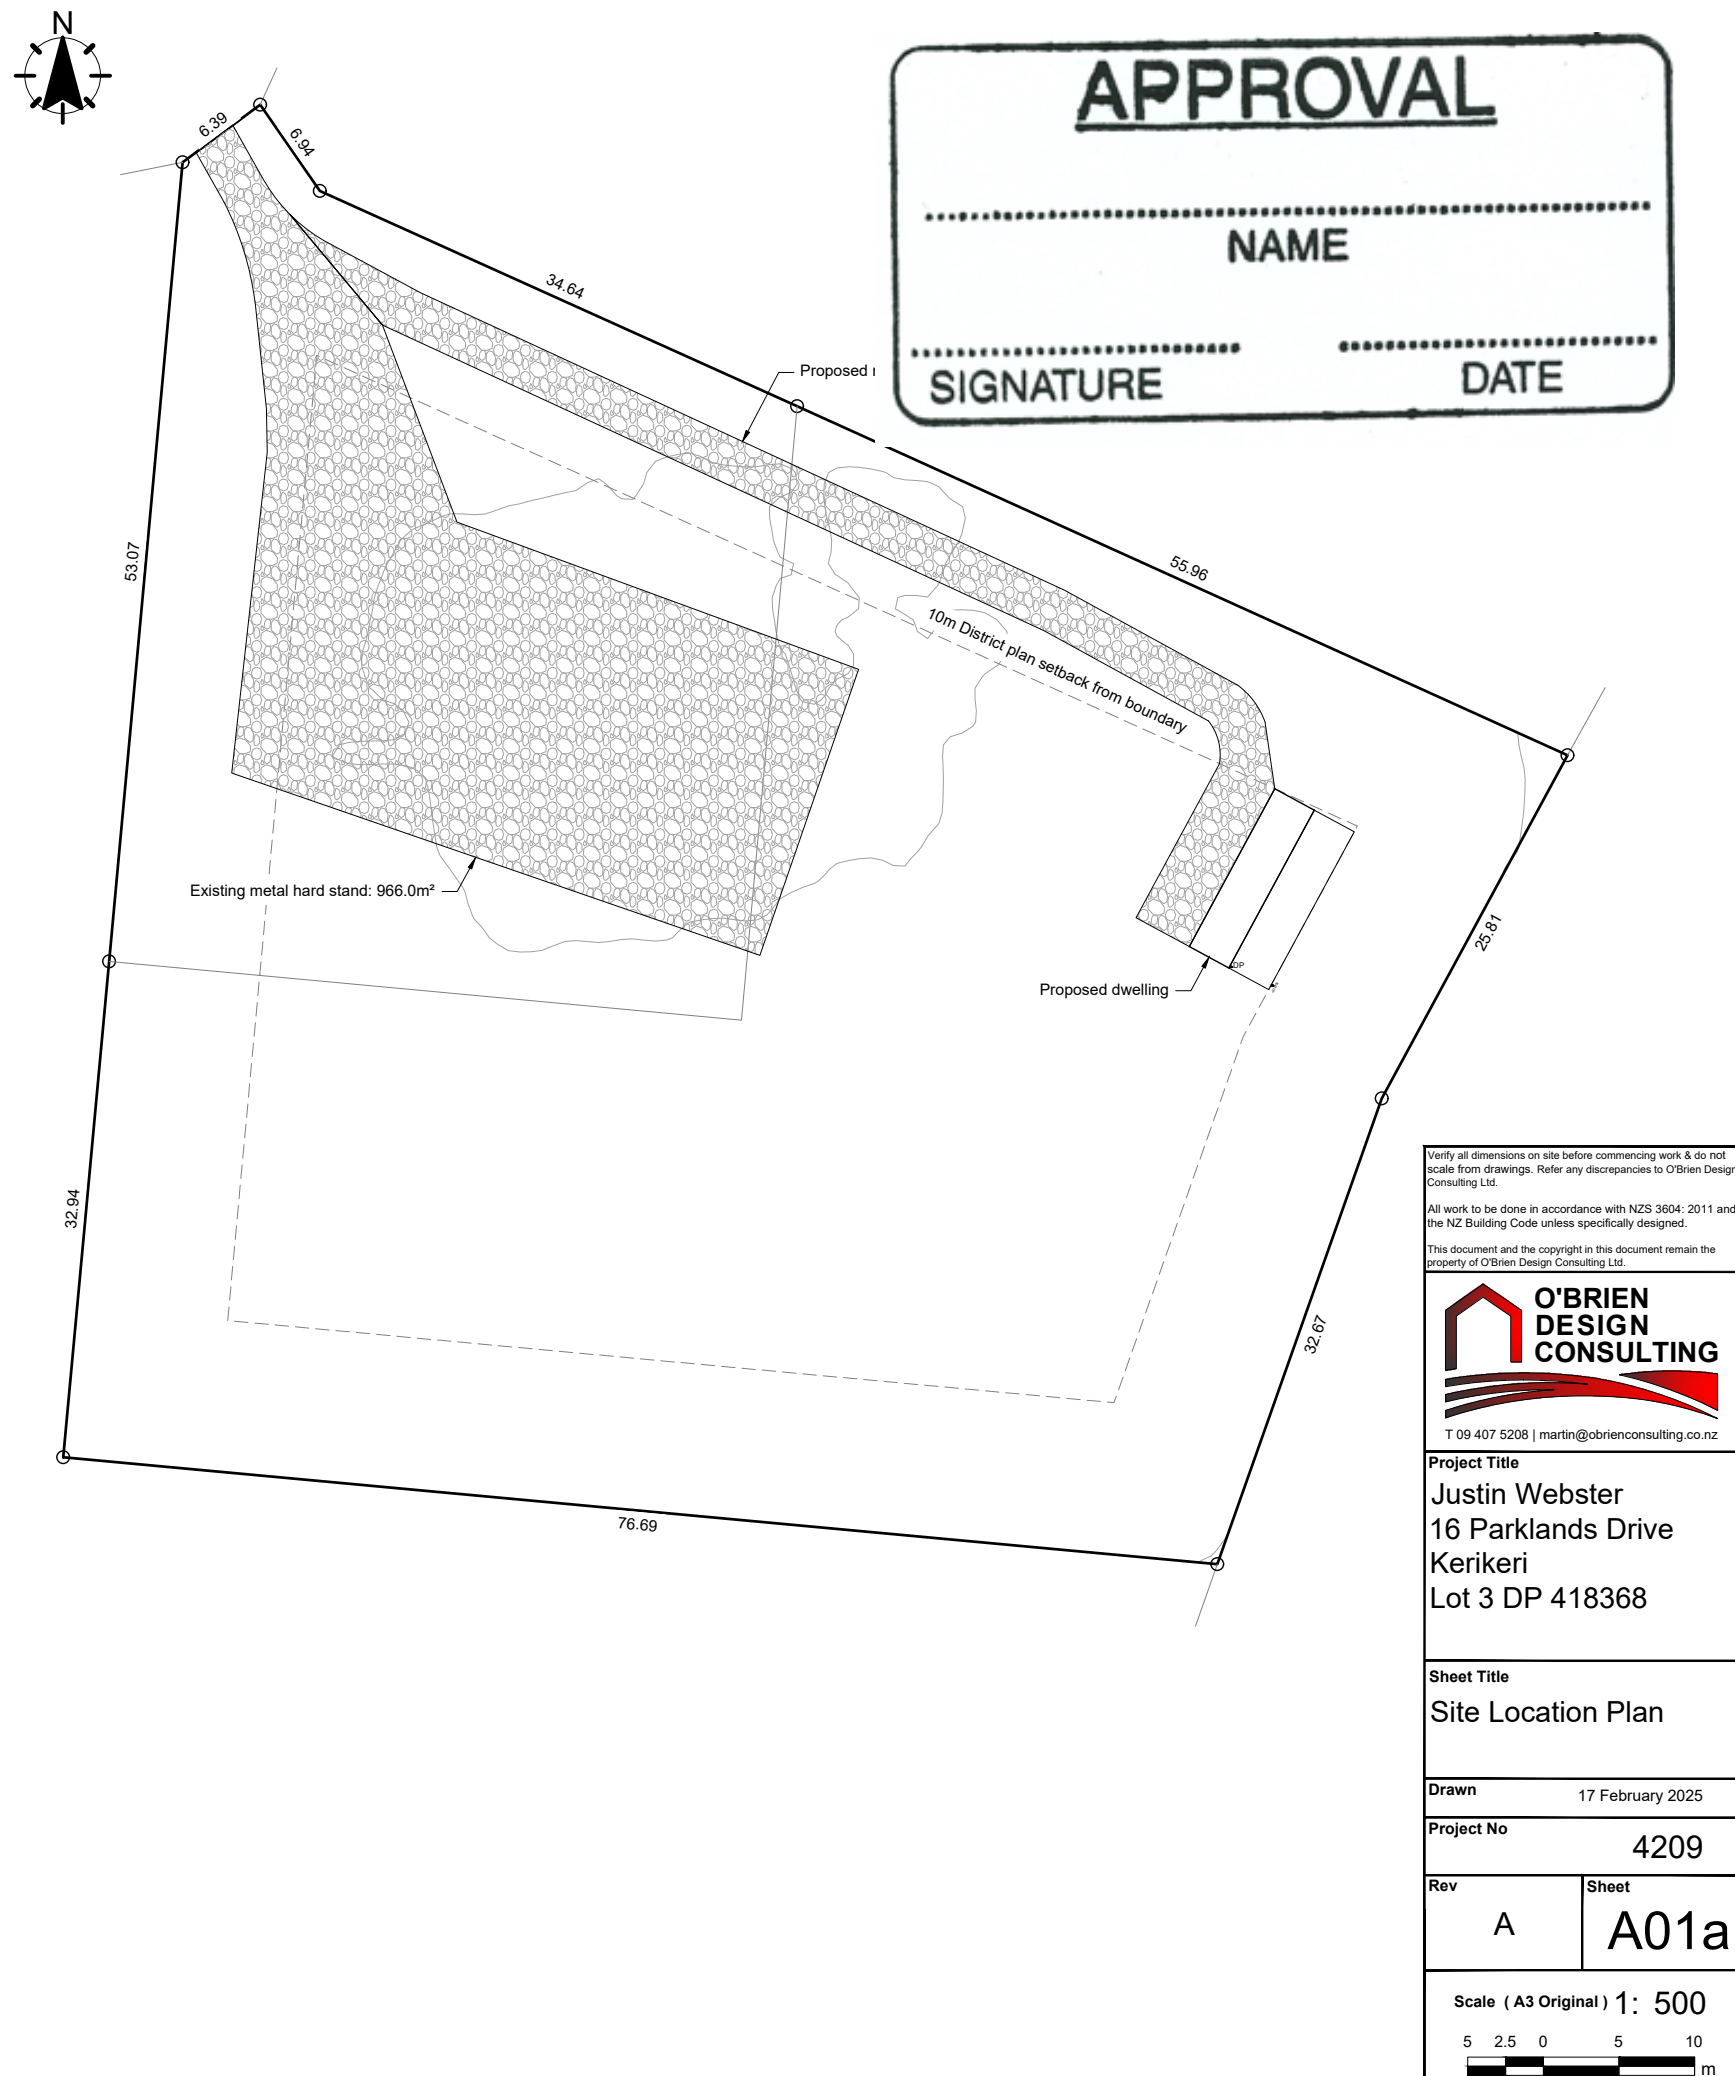 N
APPROVAL
NAME
SIGNATURE
DATE
6.39
6.94
34.64
Proposed
53.07
55.96
10m District plan setback from boundary
Existing metal hard stand: 966.0m²
25.81
DP
Proposed dwelling
32.94
32.67
76.69
Verify all dimensions on site before commencing work & do not
scale from drawings. Refer any discrepancies to O'Brien Design
Consulting Ltd.
All work to be done in accordance with NZS 3604: 2011 and
the NZ Building Code unless specifically designed.
This document and the copyright in this document remain the
property of O'Brien Design Consulting Ltd.
O'BRIEN
DESIGN
CONSULTING
T 09 407 5208 | martin@obrienconsulting.co.nz
Project Title
Justin Webster
16 Parklands Drive
Kerikeri
Lot 3 DP 418368
Sheet Title
Site Location Plan
Drawn 17 February 2025
Project No
4209
Rev
A
Sheet
A01a
Scale ( A3 Original ) 1: 500
5 2.5 0 5 10
m